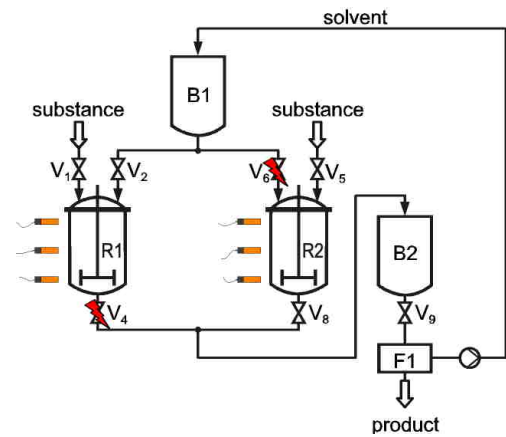 solvent
B1
substance
substance
V1
V2
V6
V5
R1
R2
B2
V4
V8
V9
F1
product